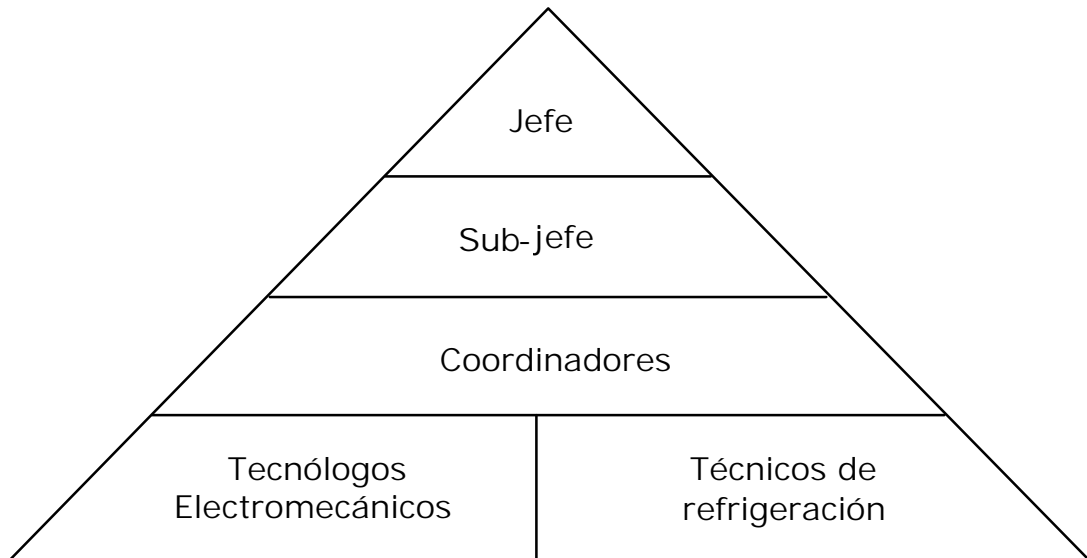 Jefe
Sub-jefe
Coordinadores
Tecnólogos
Electromecánicos
Técnicos de
refrigeración